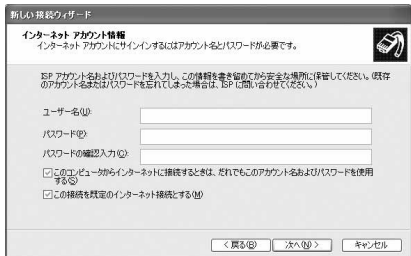 新しい接続ウィザード
インターネット アカウント情報
インターネット アカウントにサインインするにはアカウント名とパスワードが必要です。
ISP アカウント名およびパスワードを入力し、この情報を書き留めてから安全な場所に保管してください。(既存
のアカウント名またはパスワードを忘れてしまった場合は、ISP に問い合わせてください。)
ユーザー名(U):
パスワード(P):
パスワードの確認入力(C):
このコンピュータからインターネットに接続するときは、だれでもこのアカウント名およびパスワードを使用
する(S)
この接続を既定のインターネット接続とする(M)
< 戻る(B)
次へ(N) >
キャンセル